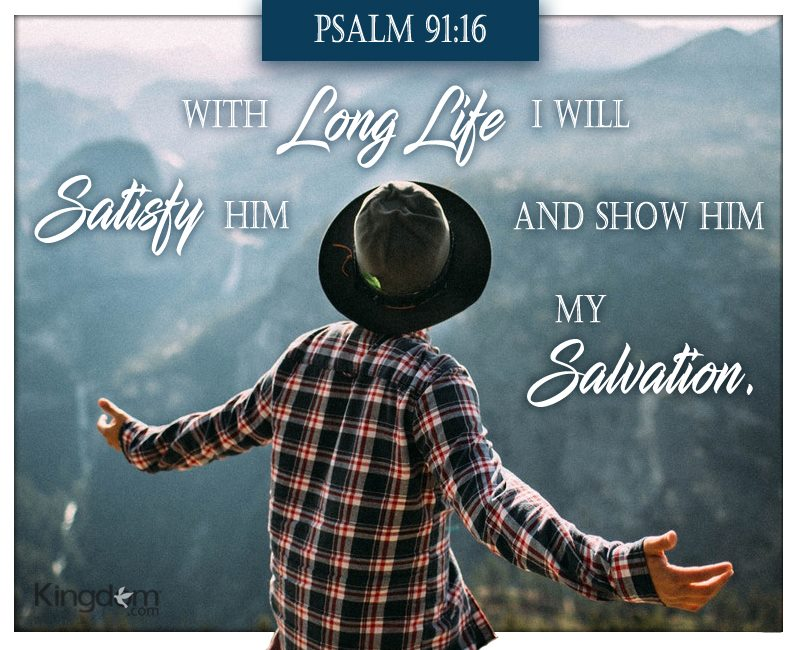 PSALM 91:16
WITH Long Life I WILL
Satisfy HIM AND SHOW HIM
MY
Salvation.
Kingdom
.com